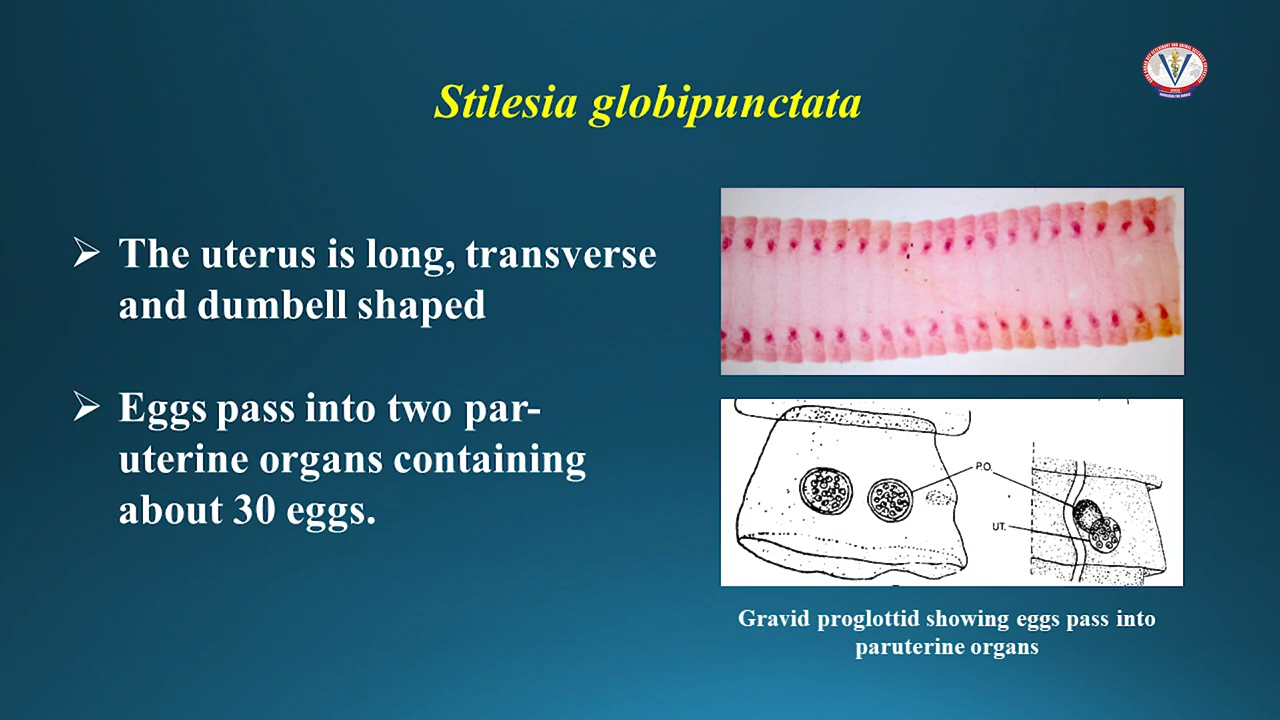 Stilesia globipunctata
The uterus is long, transverse
and dumbell shaped
Eggs pass into two par-
uterine organs containing
about 30 eggs.
P.O.
UT.
Gravid proglottid showing eggs pass into
paruterine organs